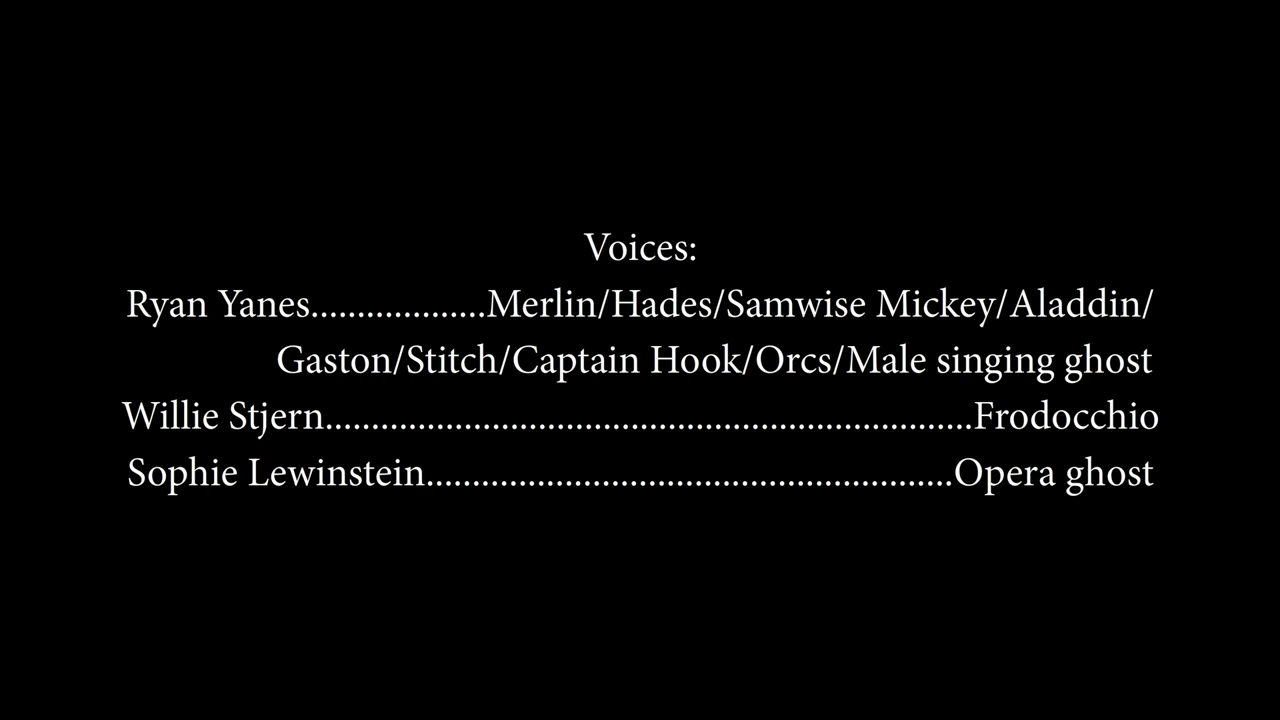 Voices:
Ryan Yanes...................Merlin/Hades/Samwise Mickey/Aladdin/
Gaston/Stitch/Captain Hook/Orcs/Male singing ghost
Willie Stjern......................................................................Frodocchio
Sophie Lewinstein.........................................................Opera ghost